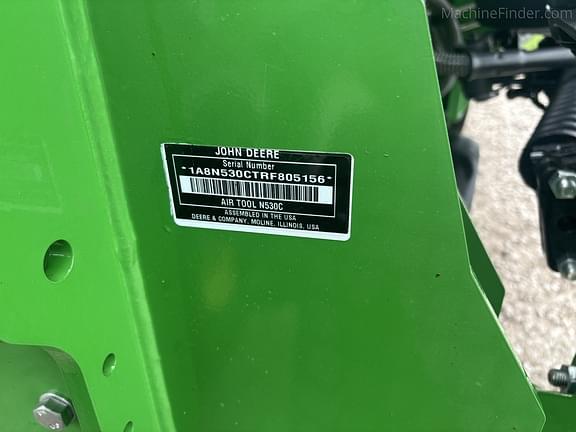 MachineFinder.com
JOHN DEERE
Serial Number
*1A8N530CTRF805156*
AIR TOOL N530C
ASSEMBLED IN THE USA
DEERE & COMPANY, MOLINE, ILLINOIS, USA